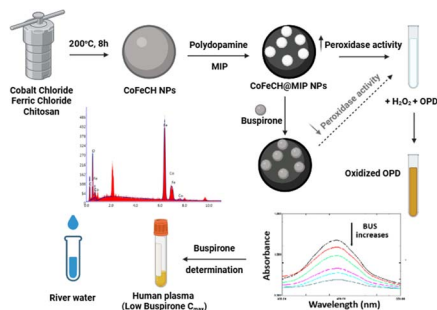 200°C, 8h
Cobalt Chloride
Ferric Chloride
Chitosan
CoFeCH NPs
Polydopamine
MIP
CoFeCH@MIP NPs
Peroxidase activity
Buspirone
Peroxidase activity
+ H₂O₂ + OPD
Oxidized OPD
River water
Human plasma
(Low Buspirone Cmax)
Buspirone
determination
BUS
increases
Absorbance
Wavelength (nm)